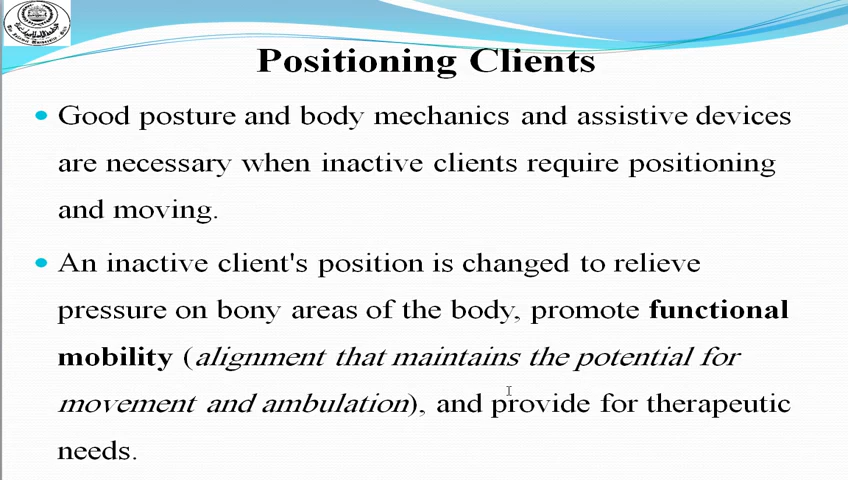 Positioning Clients
Good posture and body mechanics and assistive devices
are necessary when inactive clients require positioning
and moving.
An inactive client's position is changed to relieve
pressure on bony areas of the body, promote functional
mobility (alignment that maintains the potential for
movement and ambulation), and provide for therapeutic
needs.